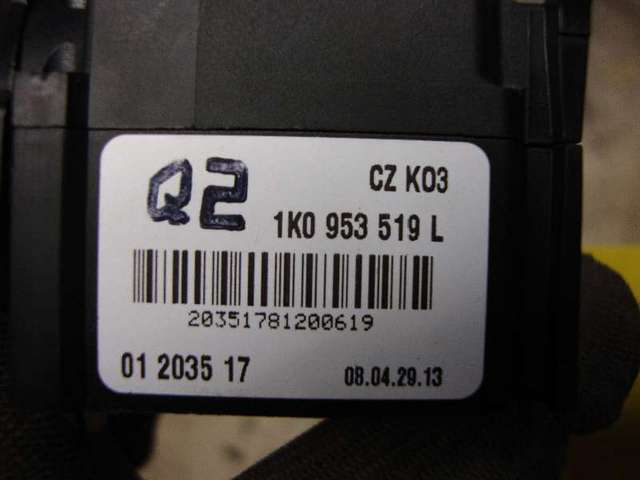 Q2
CZ K03
1K0 953 519 L
20351781200619
01 2035 17
08.04.29.13